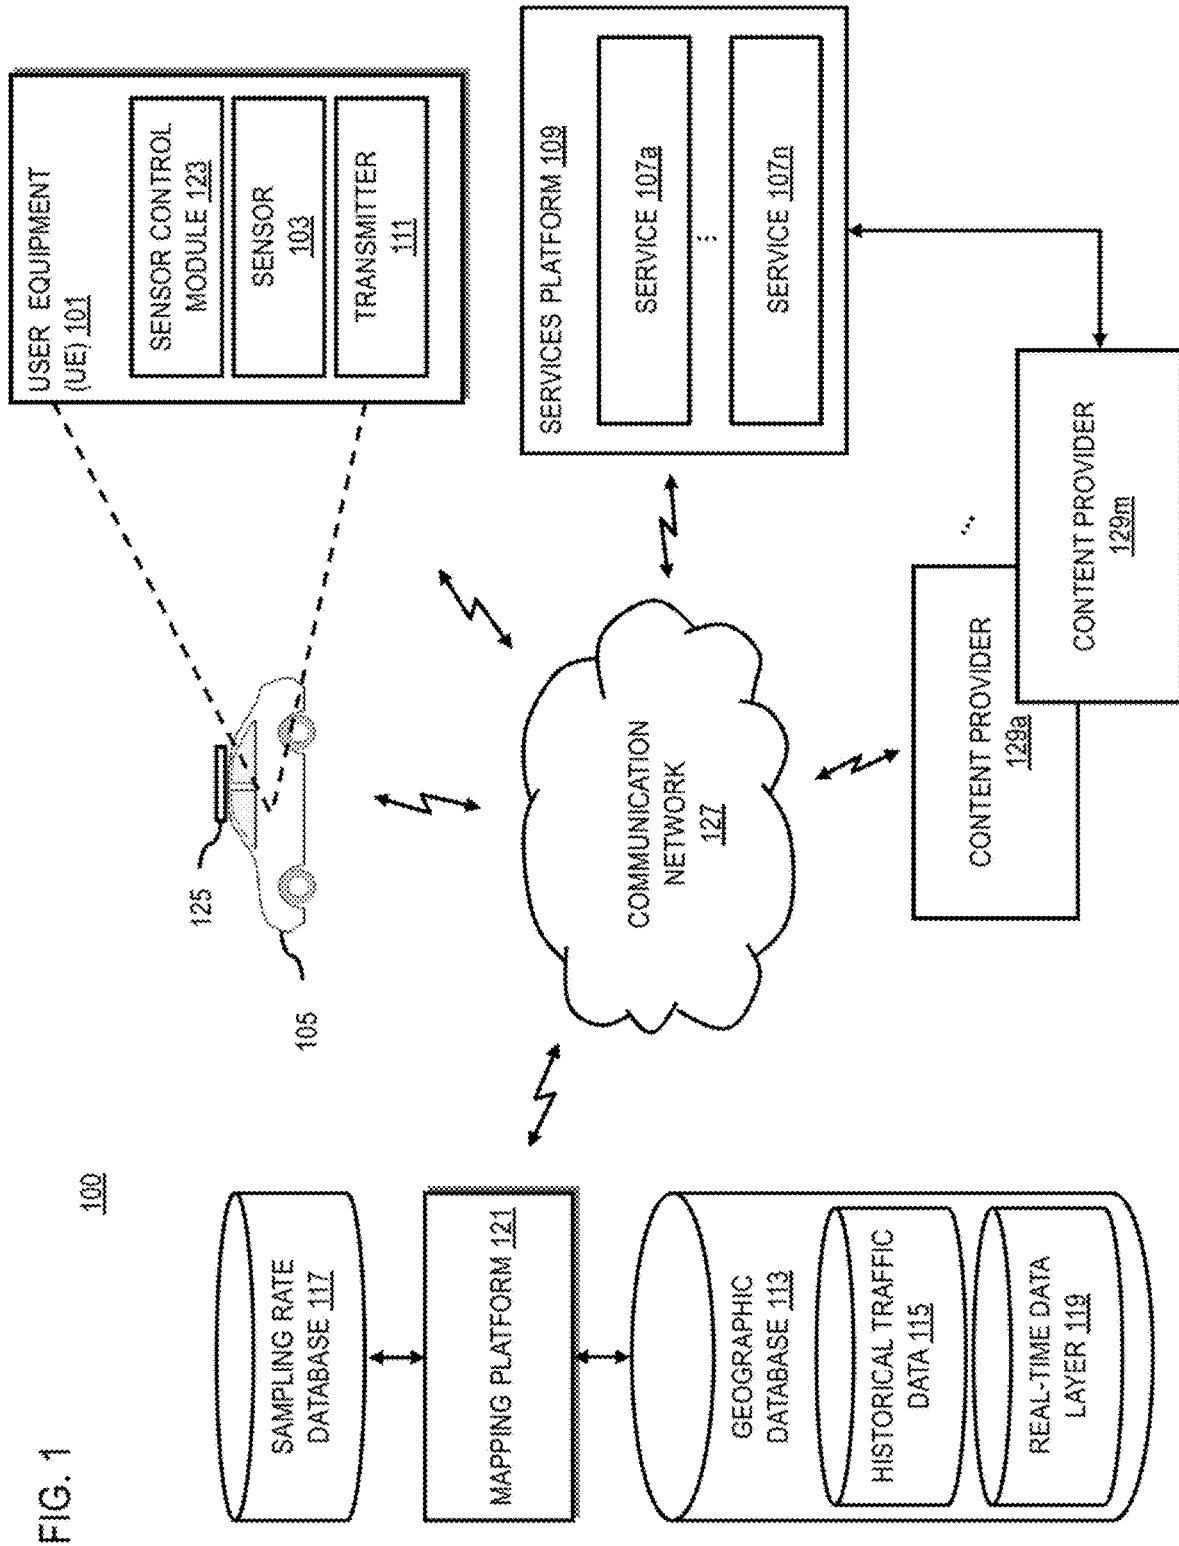 FIG. 1
100
SAMPLING RATE
DATABASE 117
MAPPING PLATFORM 121
GEOGRAPHIC
DATABASE 113
HISTORICAL TRAFFIC
DATA 115
REAL-TIME DATA
LAYER 119
125
105
COMMUNICATION
NETWORK
127
USER EQUIPMENT
(UE) 101
SENSOR CONTROL
MODULE 123
SENSOR
103
TRANSMITTER
111
SERVICES PLATFORM 109
SERVICE 107a
...
SERVICE 107n
CONTENT PROVIDER
129a
...
CONTENT PROVIDER
129m